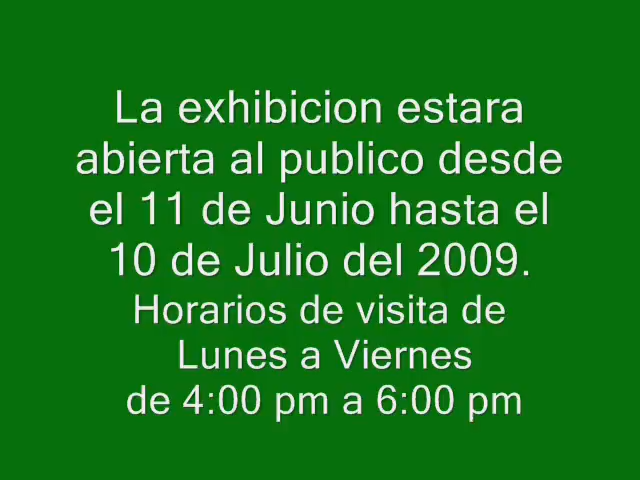 La exhibicion estara
abierta al publico desde
el 11 de Junio hasta el
10 de Julio del 2009.
Horarios de visita de
Lunes a Viernes
de 4:00 pm a 6:00 pm